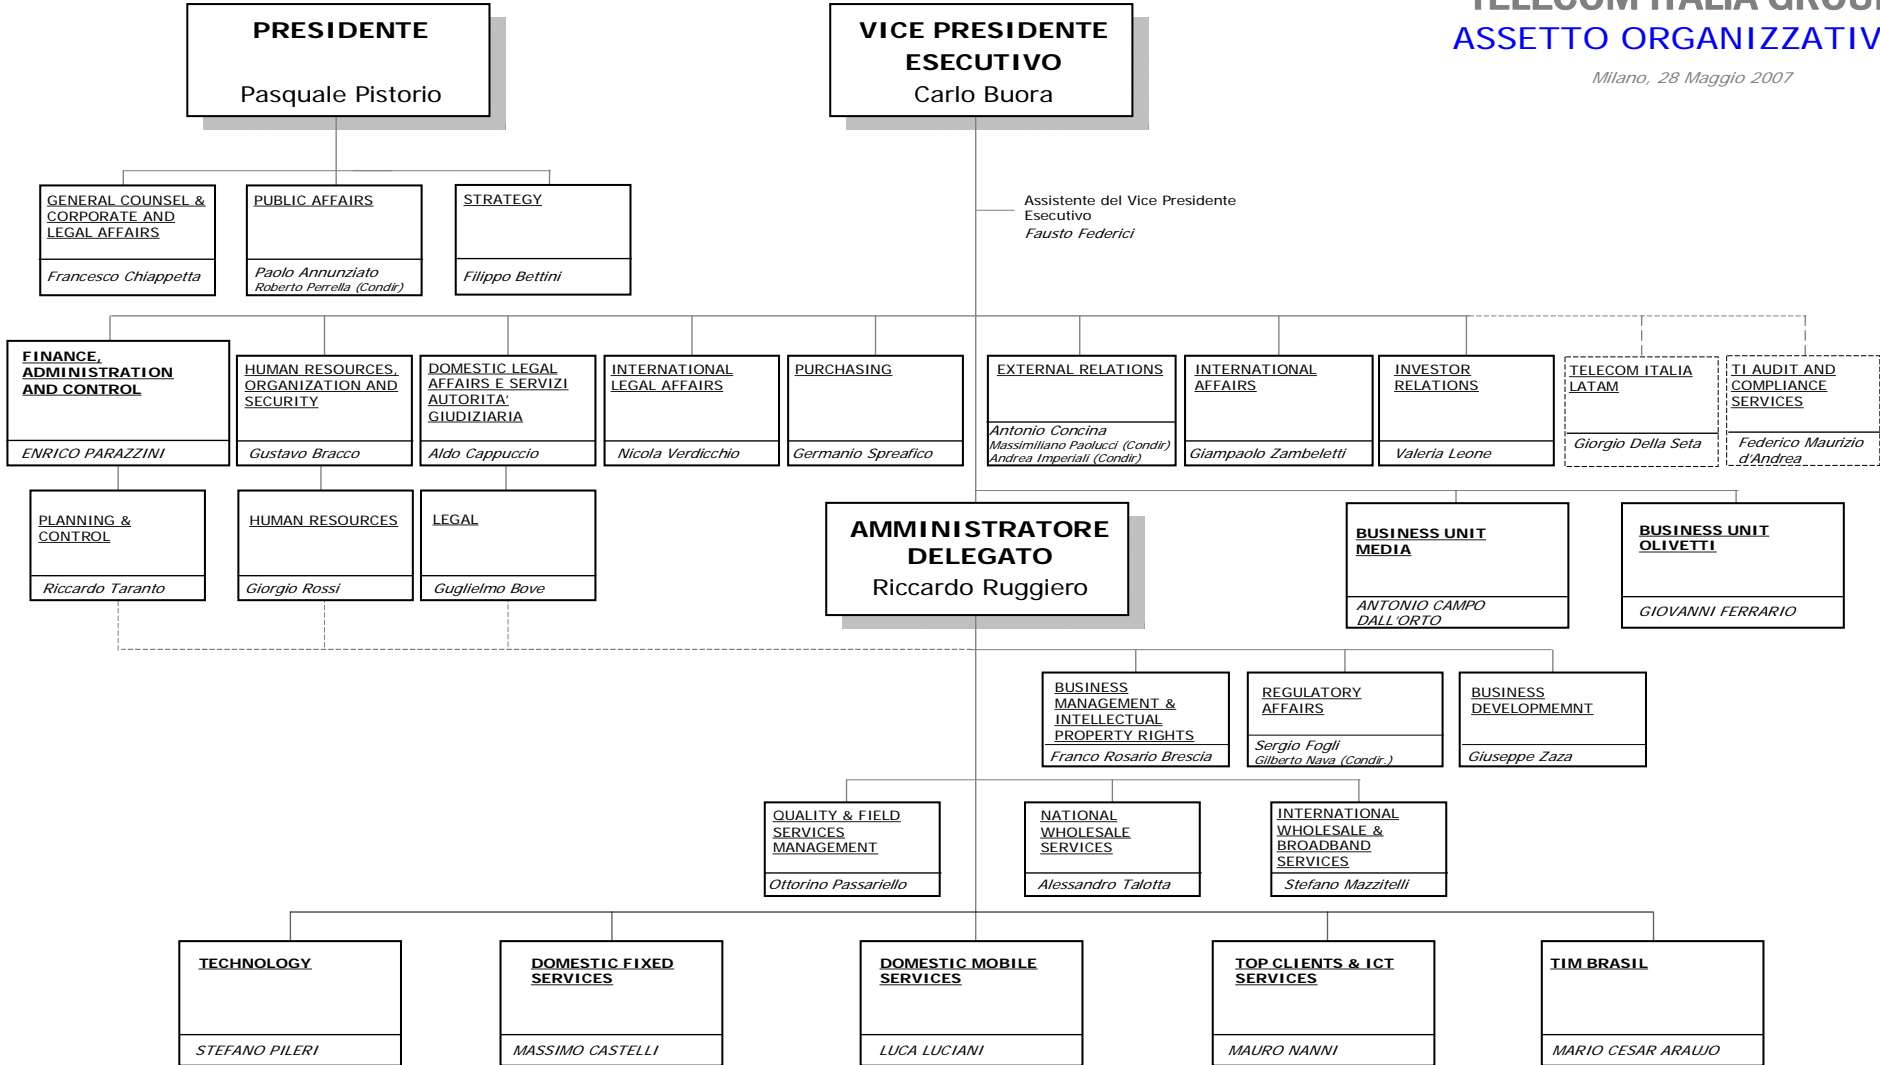 TELECOM ITALIA GROUP
ASSETTO ORGANIZZATIV
Milano, 28 Maggio 2007
PRESIDENTE
Pasquale Pistorio
VICE PRESIDENTE
ESECUTIVO
Carlo Buora
GENERAL COUNSEL &
CORPORATE AND
LEGAL AFFAIRS
Francesco Chiappetta
PUBLIC AFFAIRS
Paolo Annunziato
Roberto Perrella (Condir)
STRATEGY
Filippo Bettini
Assistente del Vice Presidente
Esecutivo
Fausto Federici
FINANCE,
ADMINISTRATION
AND CONTROL
ENRICO PARAZZINI
HUMAN RESOURCES,
ORGANIZATION AND
SECURITY
Gustavo Bracco
DOMESTIC LEGAL
AFFAIRS E SERVIZI
AUTORITA'
GIUDIZIARIA
Aldo Cappuccio
INTERNATIONAL
LEGAL AFFAIRS
Nicola Verdicchio
PURCHASING
Germanio Spreafico
EXTERNAL RELATIONS
Antonio Concina
Massimiliano Paolucci (Condir)
Andrea Imperiali (Condir)
INTERNATIONAL
AFFAIRS
Giampaolo Zambeletti
INVESTOR
RELATIONS
Valeria Leone
TELECOM ITALIA
LATAM
Giorgio Della Seta
TI AUDIT AND
COMPLIANCE
SERVICES
Federico Maurizio
d'Andrea
PLANNING &
CONTROL
Riccardo Taranto
HUMAN RESOURCES
Giorgio Rossi
LEGAL
Guglielmo Bove
AMMINISTRATORE
DELEGATO
Riccardo Ruggiero
BUSINESS UNIT
MEDIA
ANTONIO CAMPO
DALL'ORTO
BUSINESS UNIT
OLIVETTI
GIOVANNI FERRARIO
BUSINESS
MANAGEMENT &
INTELLECTUAL
PROPERTY RIGHTS
Franco Rosario Brescia
REGULATORY
AFFAIRS
Sergio Fogli
Gilberto Nava (Condir.)
BUSINESS
DEVELOPMEMNT
Giuseppe Zaza
QUALITY & FIELD
SERVICES
MANAGEMENT
Ottorino Passariello
NATIONAL
WHOLESALE
SERVICES
Alessandro Talotta
INTERNATIONAL
WHOLESALE &
BROADBAND
SERVICES
Stefano Mazzitelli
TECHNOLOGY
STEFANO PILERI
DOMESTIC FIXED
SERVICES
MASSIMO CASTELLI
DOMESTIC MOBILE
SERVICES
LUCA LUCIANI
TOP CLIENTS & ICT
SERVICES
MAURO NANNI
TIM BRASIL
MARIO CESAR ARAUJO